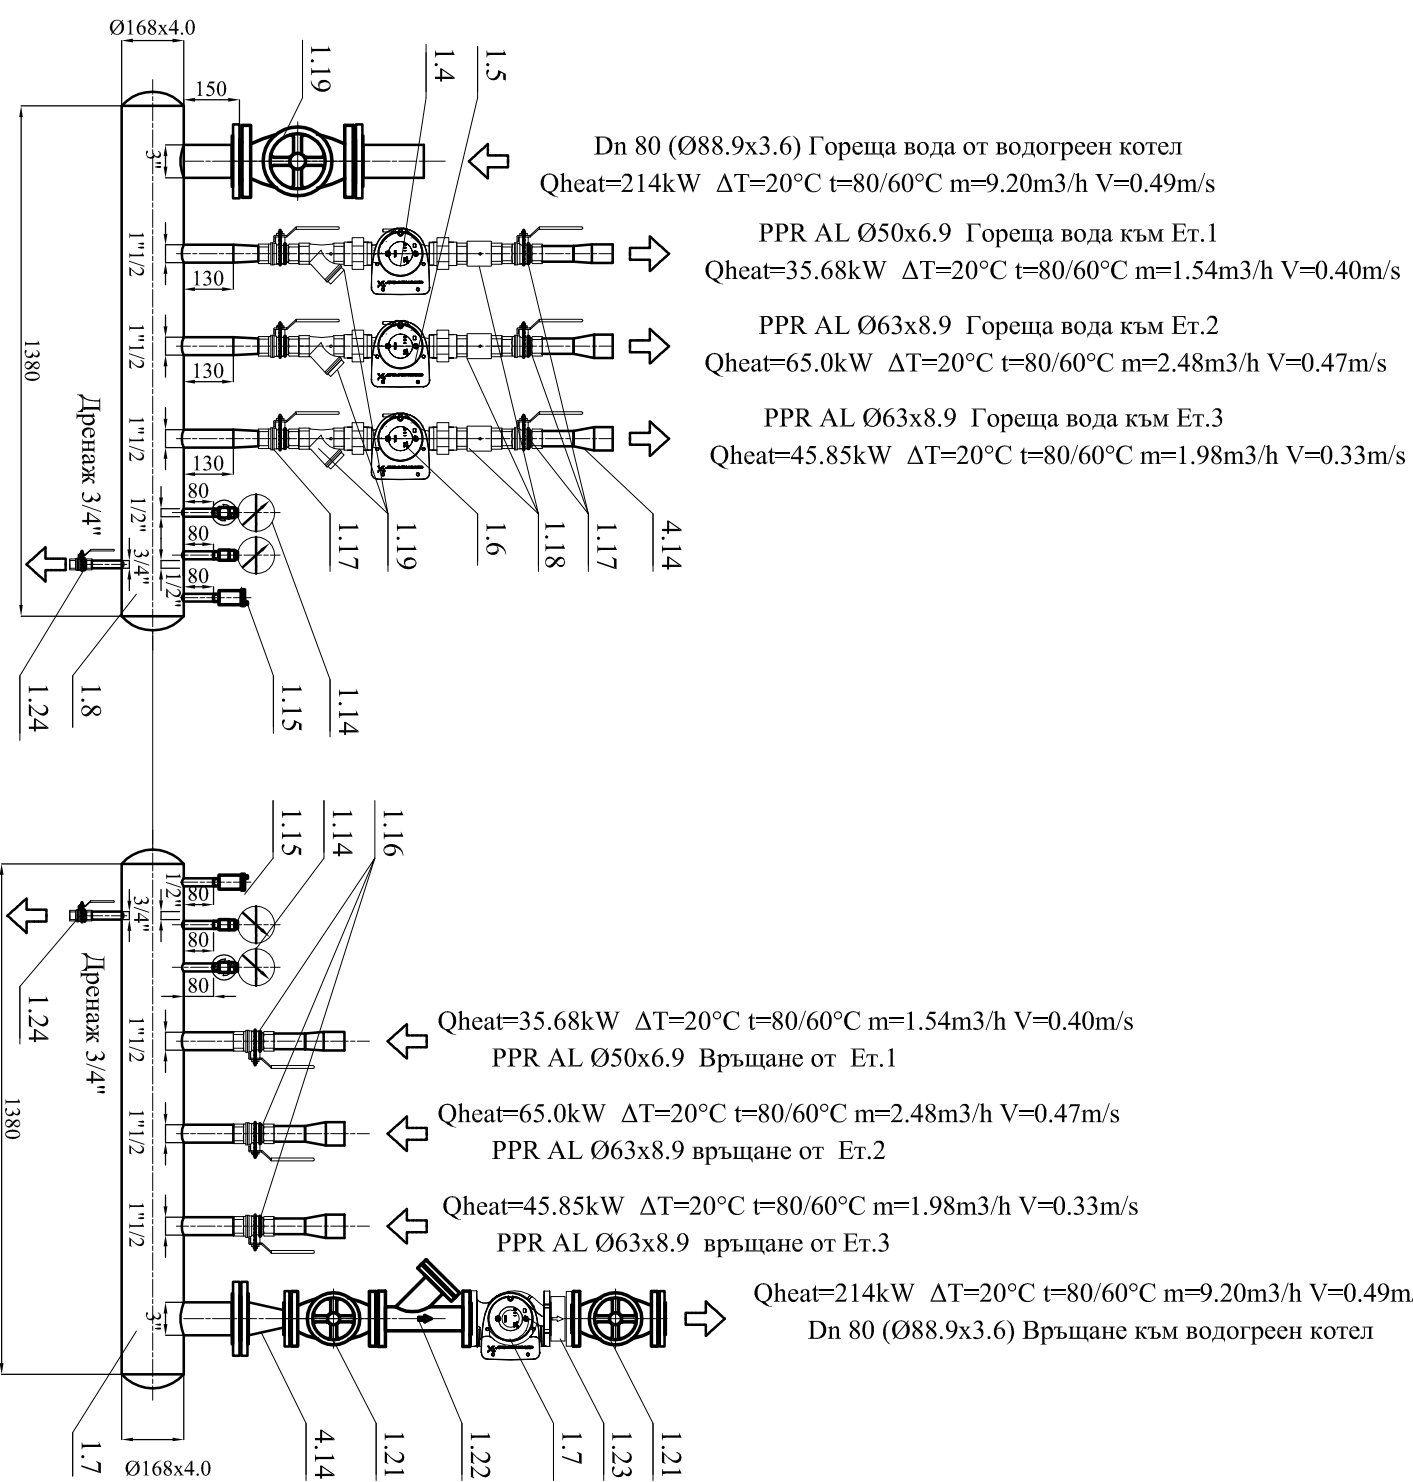 Ø168x4.0
1.19
1.4
1.5
150
3"
Dn 80 (Ø88.9x3.6) Гореща вода от водогреен котел
Qheat=214kW ΔT=20°C t=80/60°C m=9.20m3/h V=0.49m/s
1"1/2
130
PPR AL Ø50x6.9 Гореща вода към Ет.1
Qheat=35.68kW ΔT=20°C t=80/60°C m=1.54m3/h V=0.40m/s
1"1/2
130
PPR AL Ø63x8.9 Гореща вода към Ет.2
Qheat=65.0kW ΔT=20°C t=80/60°C m=2.48m3/h V=0.47m/s
1380
1"1/2
130
PPR AL Ø63x8.9 Гореща вода към Ет.3
Qheat=45.85kW ΔT=20°C t=80/60°C m=1.98m3/h V=0.33m/s
Дренаж 3/4"
1/2"
80
3/4"
80
1/2"
80
1.17
1.19
1.6
1.18
1.17
4.14
1.24
1.8
1.15
1.14
1.15
1.14
1.16
1/2"
80
3/4"
80
80
1.24
Дренаж 3/4"
1380
1"1/2
Qheat=35.68kW ΔT=20°C t=80/60°C m=1.54m3/h V=0.40m/s
PPR AL Ø50x6.9 Връщане от Ет.1
1"1/2
Qheat=65.0kW ΔT=20°C t=80/60°C m=2.48m3/h V=0.47m/s
PPR AL Ø63x8.9 връщане от Ет.2
1"1/2
Qheat=45.85kW ΔT=20°C t=80/60°C m=1.98m3/h V=0.33m/s
PPR AL Ø63x8.9 връщане от Ет.3
3"
Qheat=214kW ΔT=20°C t=80/60°C m=9.20m3/h V=0.49m/
Dn 80 (Ø88.9x3.6) Връщане към водогреен котел
1.7
Ø168x4.0
4.14
1.21
1.22
1.7
1.23
1.21